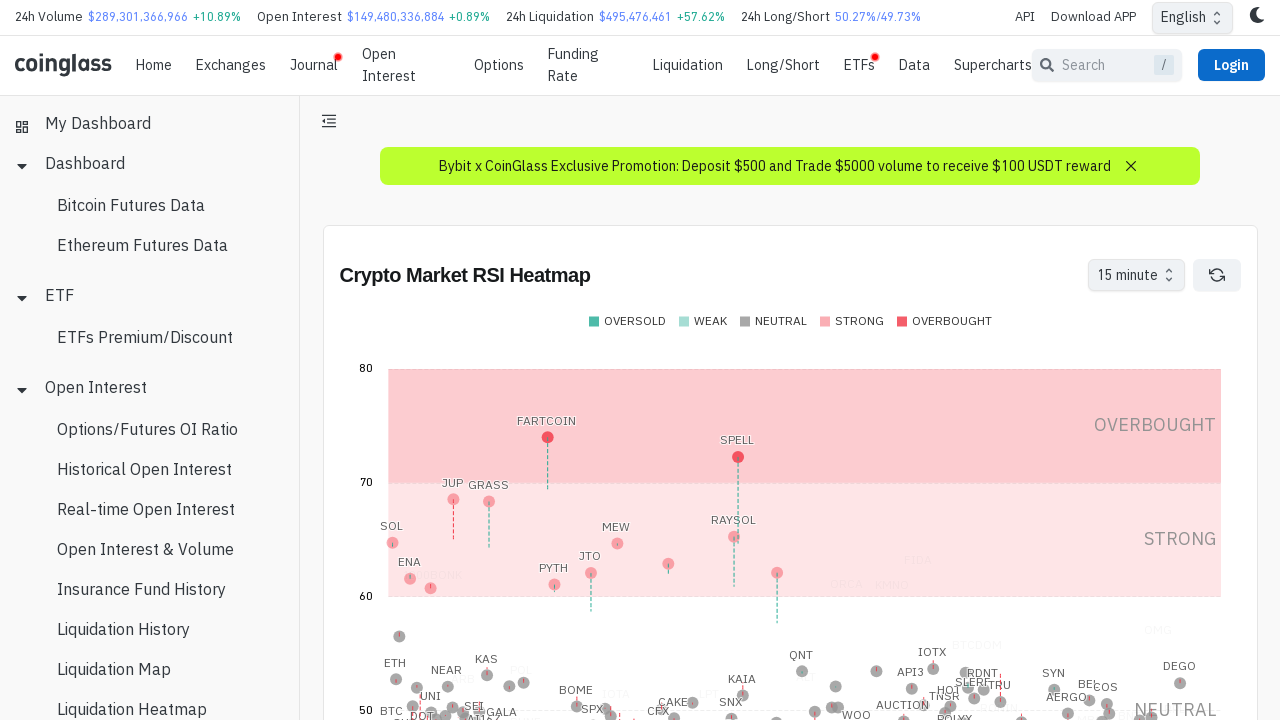 24h Volume $289,301,366,966 +10.89% Open Interest $149,480,336,884 +0.89% 24h Liquidation $495,476,461 +57.62% 24h Long/Short 50.27%/49.73% API Download APP English
coinglass Home Exchanges Journal Open Interest Options Funding Rate Liquidation Long/Short ETFs Data Supercharts Search / Login
My Dashboard
Dashboard
Bitcoin Futures Data
Ethereum Futures Data
ETF
ETFs Premium/Discount
Open Interest
Options/Futures OI Ratio
Historical Open Interest
Real-time Open Interest
Open Interest & Volume
Insurance Fund History
Liquidation History
Liquidation Map
Liquidation Heatmap
Bybit x CoinGlass Exclusive Promotion: Deposit $500 and Trade $5000 volume to receive $100 USDT reward
Crypto Market RSI Heatmap 15 minute
OVERSOLD WEAK NEUTRAL STRONG OVERBOUGHT
80
FARTCOIN OVERBOUGHT
SPELL
70
JUP GRASS
SOL MEW RAYSOL STRONG
ENA PYTH JTO
60
ETH NEAR KAS QNT IOTX
API3 RDNT SYN DEGO
UNI BOME KAIA HOT SLERF TRU
BTC SEI GALA SPX CAKE SNX AUCTION TNSR AERGO COS
50 DOT CFX WOO POLYX NEUTRAL